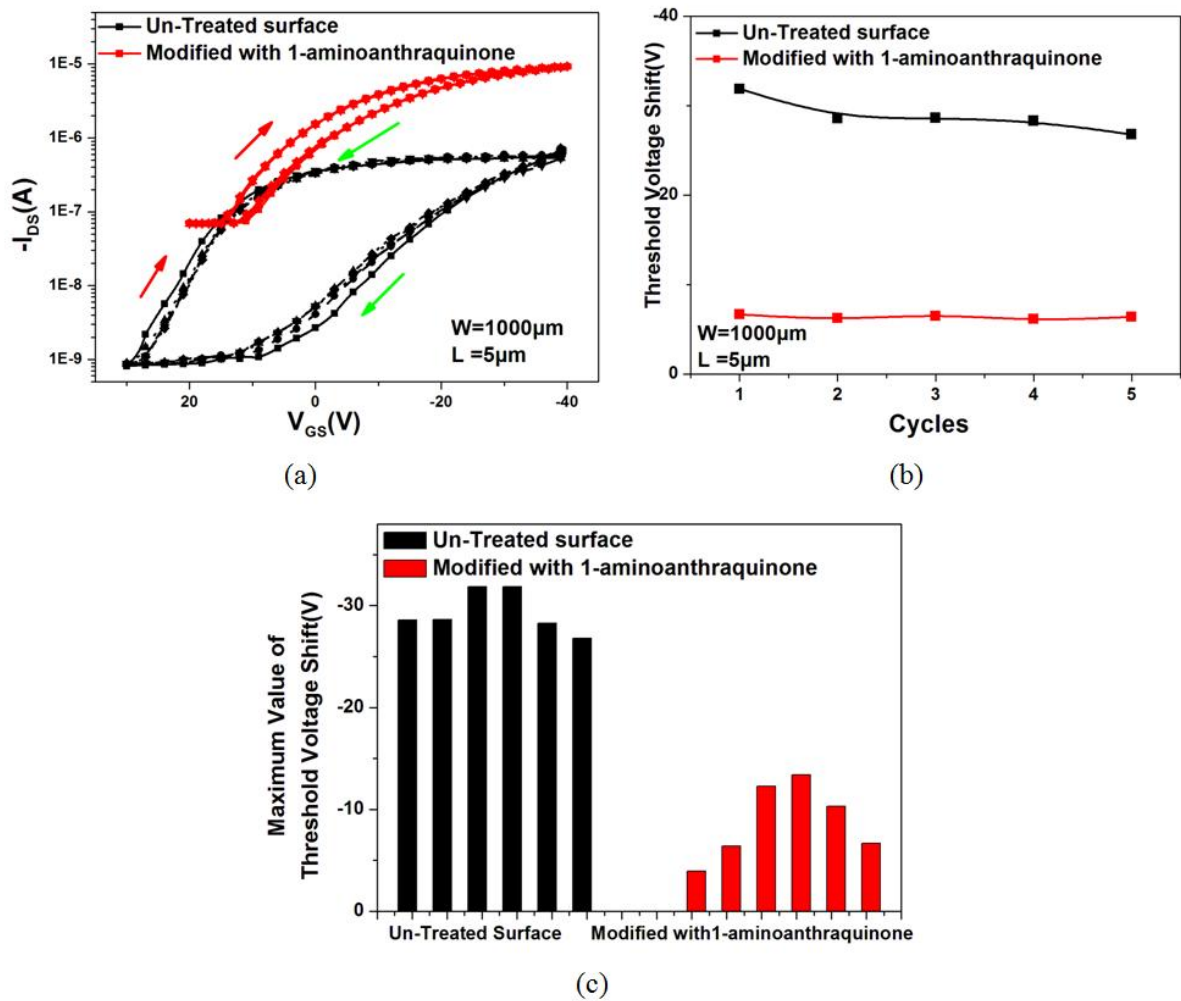 Un-Treated surface
Modified with 1-aminoanthraquinone
1E-5
1E-6
1E-7
1E-8
1E-9
-I_DS(A)
W=1000μm
L =5μm
20
0
-20
-40
V_GS(V)
(a)
-40
Un-Treated surface
Modified with 1-aminoanthraquinone
-20
0
Threshold Voltage Shift(V)
W=1000μm
L =5μm
1
2
3
4
5
Cycles
(b)
Un-Treated surface
Modified with 1-aminoanthraquinone
-30
-20
-10
0
Maximum Value of
Threshold Voltage Shift(V)
Un-Treated Surface
Modified with1-aminoanthraquinone
(c)